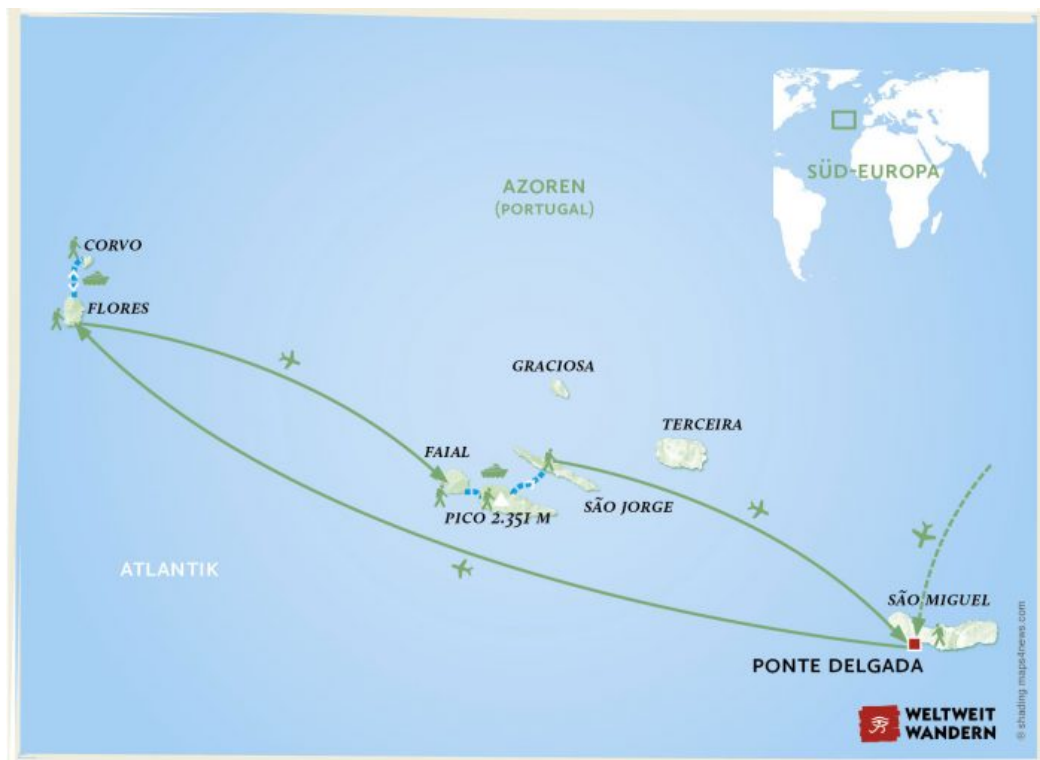 SÜD-EUROPA
AZOREN
(PORTUGAL)
CORVO
FLORES
GRACIOSA
TERCEIRA
FAIAL
SÃO JORGE
PICO 2.351 M
ATLANTIK
SÃO MIGUEL
PONTE DELGADA
WELTWEIT
WANDERN
© shading maps4news.com